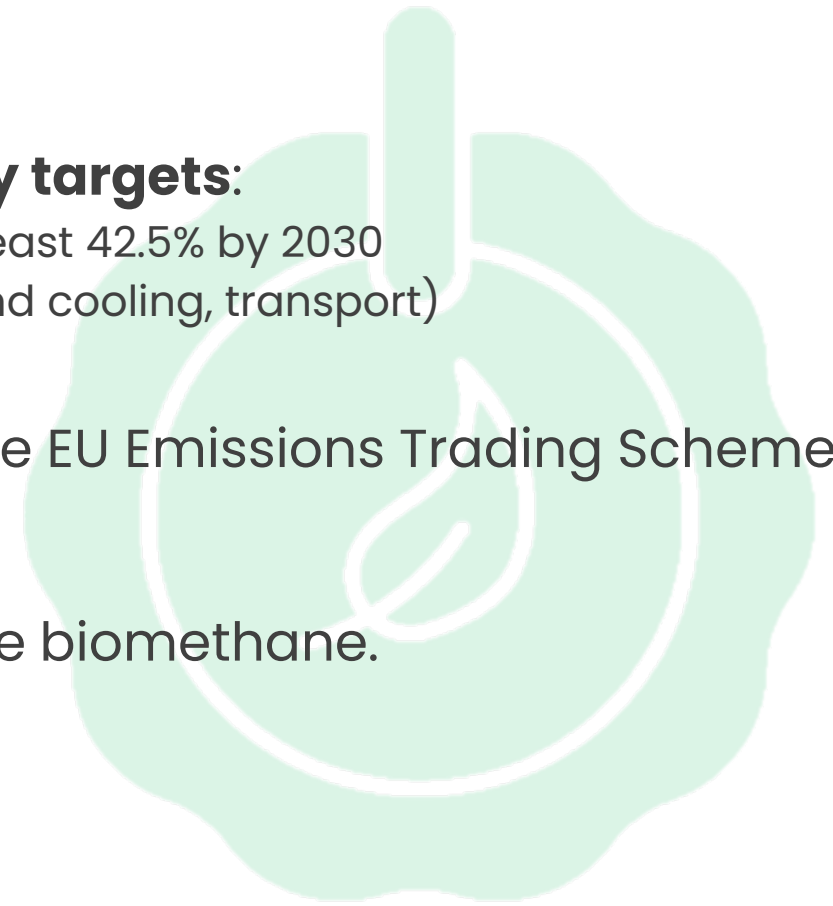 y targets:
east 42.5% by 2030
nd cooling, transport)
e EU Emissions Trading Scheme
e biomethane.